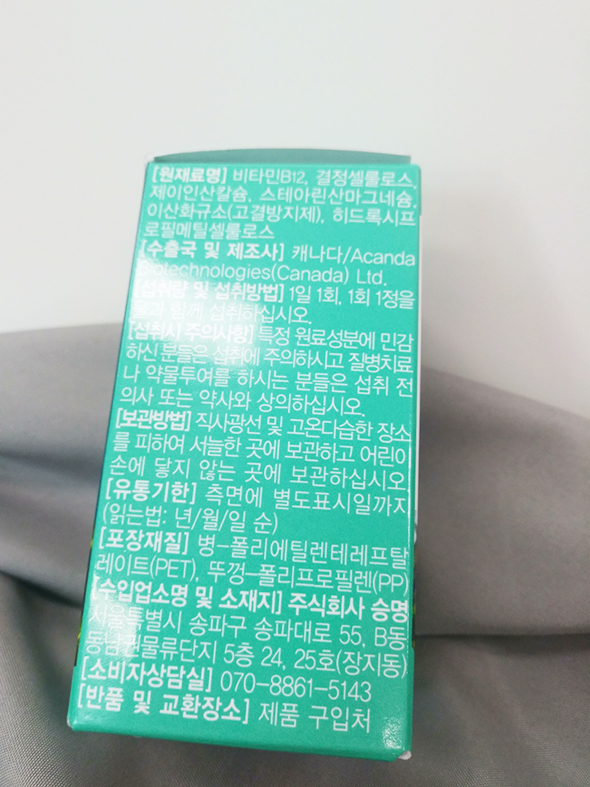 [원재료명] 비타민B12, 결정셀룰로스,
제이인산칼슘, 스테아린산마그네슘,
이산화규소(고결방지제), 히드록시프
로필메틸셀룰로스
[수출국 및 제조사] 캐나다/Acanda
Biotechnologies(Canada) Ltd.
[섭취량 및 섭취방법] 1일 1회, 1회 1정을
물과 함께 섭취하십시오.
[섭취시 주의사항] 특정 원료성분에 민감
하신 분들은 섭취에 주의하시고 질병치료
나 약물투여를 하시는 분들은 섭취 전
의사 또는 약사와 상의하십시오.
[보관방법] 직사광선 및 고온다습한 장소
를 피하여 서늘한 곳에 보관하고 어린이
손에 닿지 않는 곳에 보관하십시오
[유통기한] 측면에 별도표시일까지
(읽는법: 년/월/일 순)
[포장재질] 병-폴리에틸렌테레프탈
레이트(PET), 뚜껑-폴리프로필렌(PP)
[수입업소명 및 소재지] 주식회사 승명
서울특별시 송파구 송파대로 55, B동
동남권물류단지 5층 24, 25호(장지동)
[소비자상담실] 070-8861-5143
[반품 및 교환장소] 제품 구입처